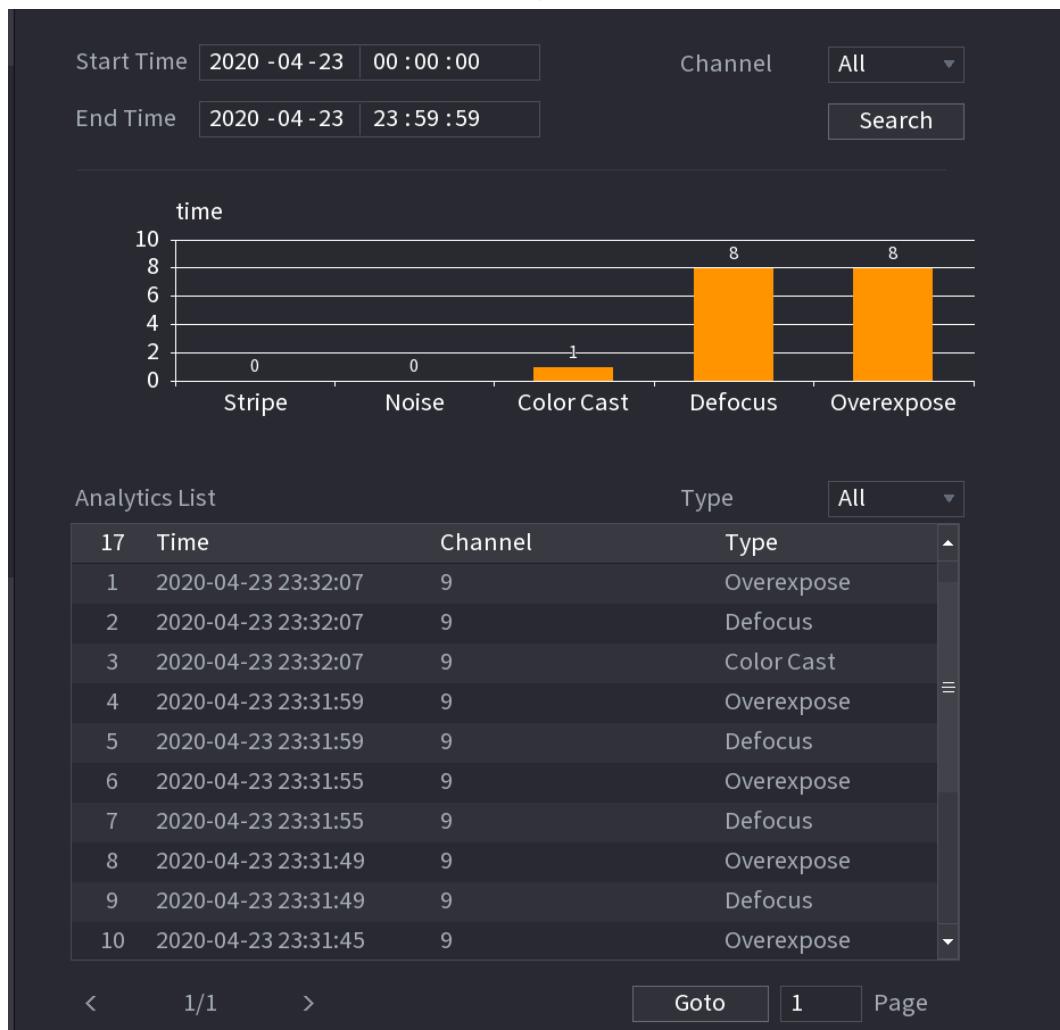 Start Time 2020 -04 -23 00 : 00 : 00 Channel All
End Time 2020 -04 -23 23 : 59 : 59 Search
time
10
8
6
4
2
0
0 0 1 8 8
Stripe Noise Color Cast Defocus Overexpose
Analytics List Type All
17 Time Channel Type
1 2020-04-23 23:32:07 9 Overexpose
2 2020-04-23 23:32:07 9 Defocus
3 2020-04-23 23:32:07 9 Color Cast
4 2020-04-23 23:31:59 9 Overexpose
5 2020-04-23 23:31:59 9 Defocus
6 2020-04-23 23:31:55 9 Overexpose
7 2020-04-23 23:31:55 9 Defocus
8 2020-04-23 23:31:49 9 Overexpose
9 2020-04-23 23:31:49 9 Defocus
10 2020-04-23 23:31:45 9 Overexpose
< 1/1 > Goto 1 Page